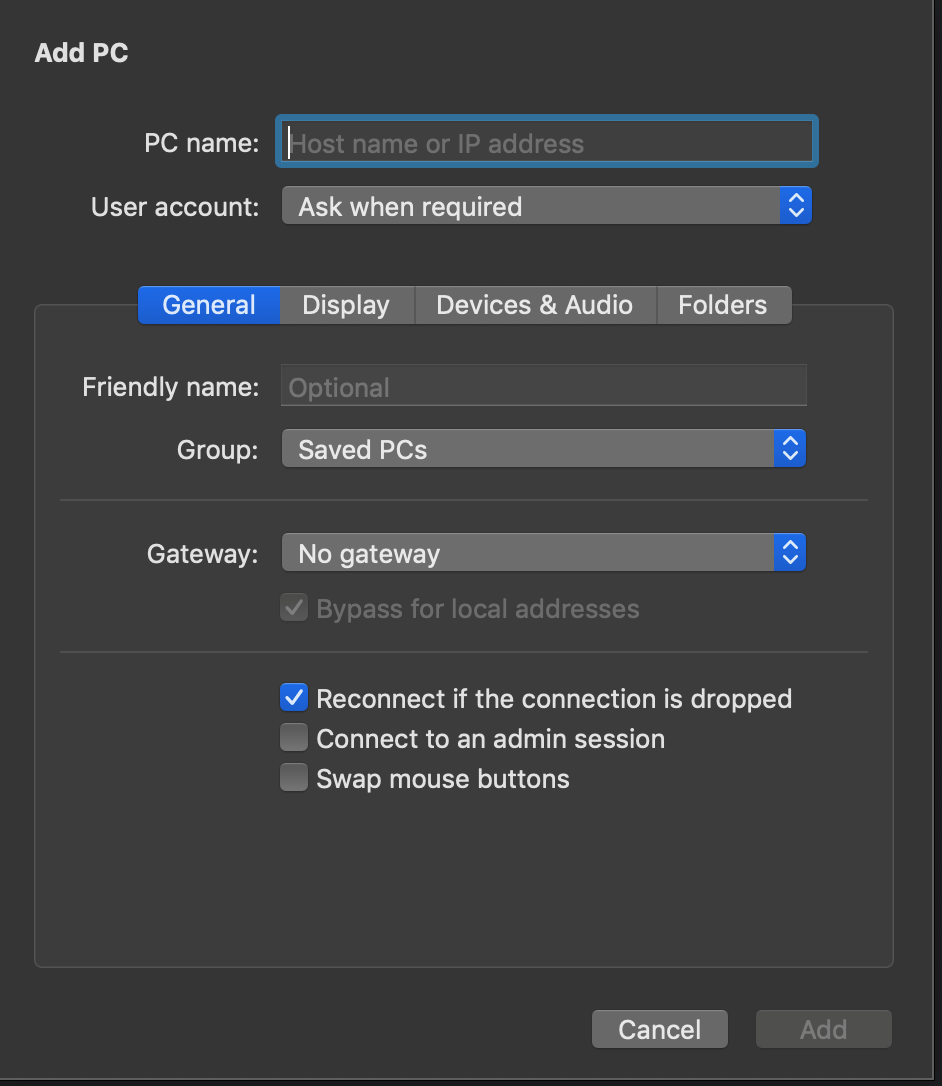 Add PC
PC name: Host name or IP address
User account: Ask when required
General Display Devices & Audio Folders
Friendly name: Optional
Group: Saved PCs
Gateway: No gateway
Bypass for local addresses
Reconnect if the connection is dropped
Connect to an admin session
Swap mouse buttons
Cancel Add